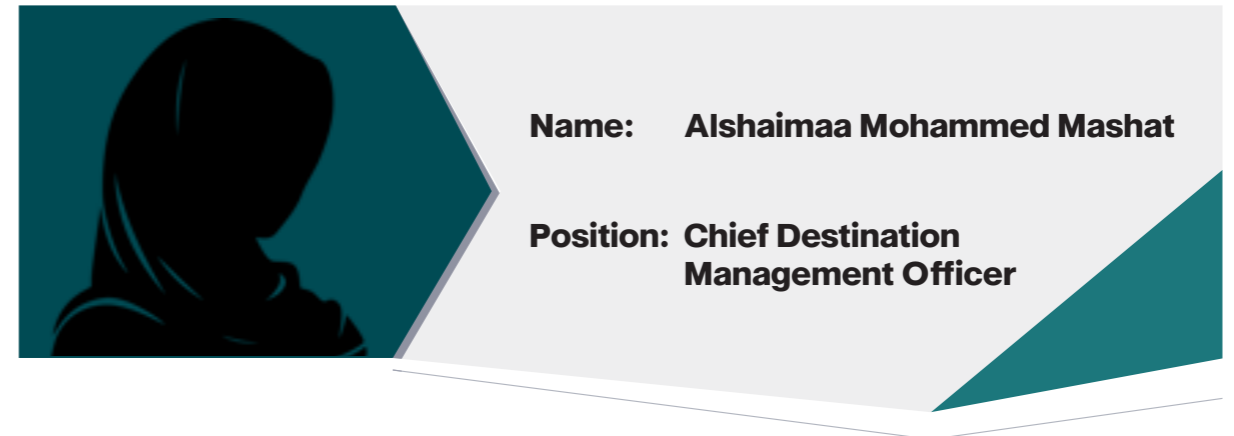 Name: Alshaimaa Mohammed Mashat
Position: Chief Destination
Management Officer